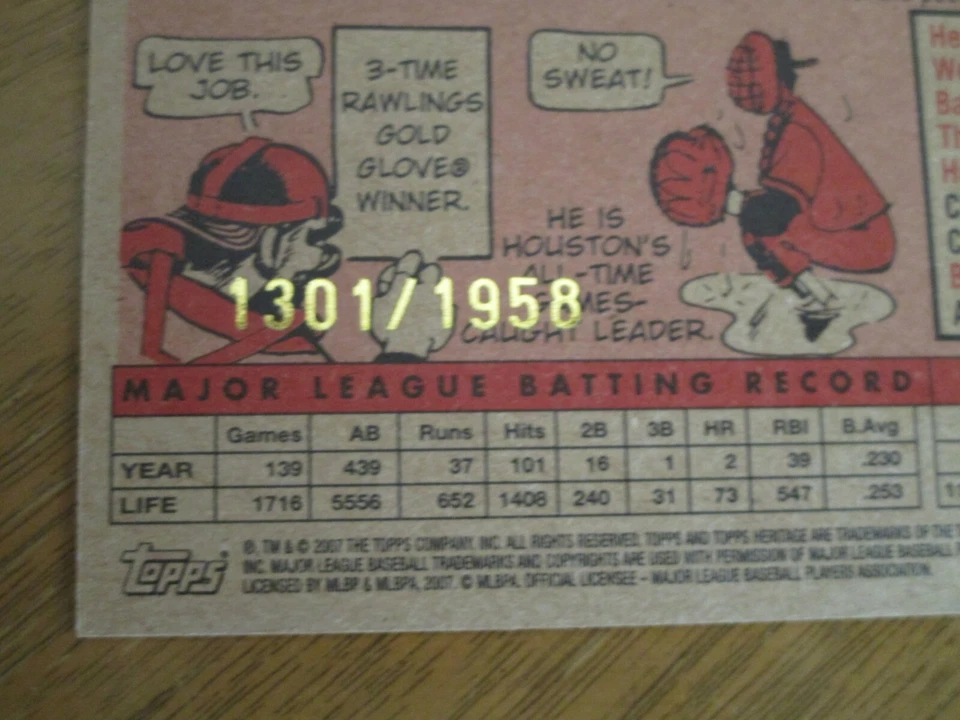 LOVE THIS
JOB.
3-TIME
RAWLINGS
GOLD
GLOVE®
WINNER.
NO
SWEAT!
HE IS
HOUSTON'S
ALL-TIME
GAMES-
CAUGHT LEADER.
1301/1958
MAJOR LEAGUE BATTING RECORD
Games AB Runs Hits 2B 3B HR RBI B.Avg
YEAR 139 439 37 101 16 1 2 39 .230
LIFE 1716 5556 652 1408 240 31 73 547 .253
Topps
®, TM & © 2007 THE TOPPS COMPANY, INC. ALL RIGHTS RESERVED. TOPPS AND TOPPS HERITAGE ARE TRADEMARKS OF THE
INC. MAJOR LEAGUE BASEBALL TRADEMARKS AND COPYRIGHTS ARE USED WITH PERMISSION OF MAJOR LEAGUE BASEBALL
LICENSED BY MLBP & MLBPA, 2007. © MLBPA. OFFICIAL LICENSEE – MAJOR LEAGUE BASEBALL PLAYERS ASSOCIATION.